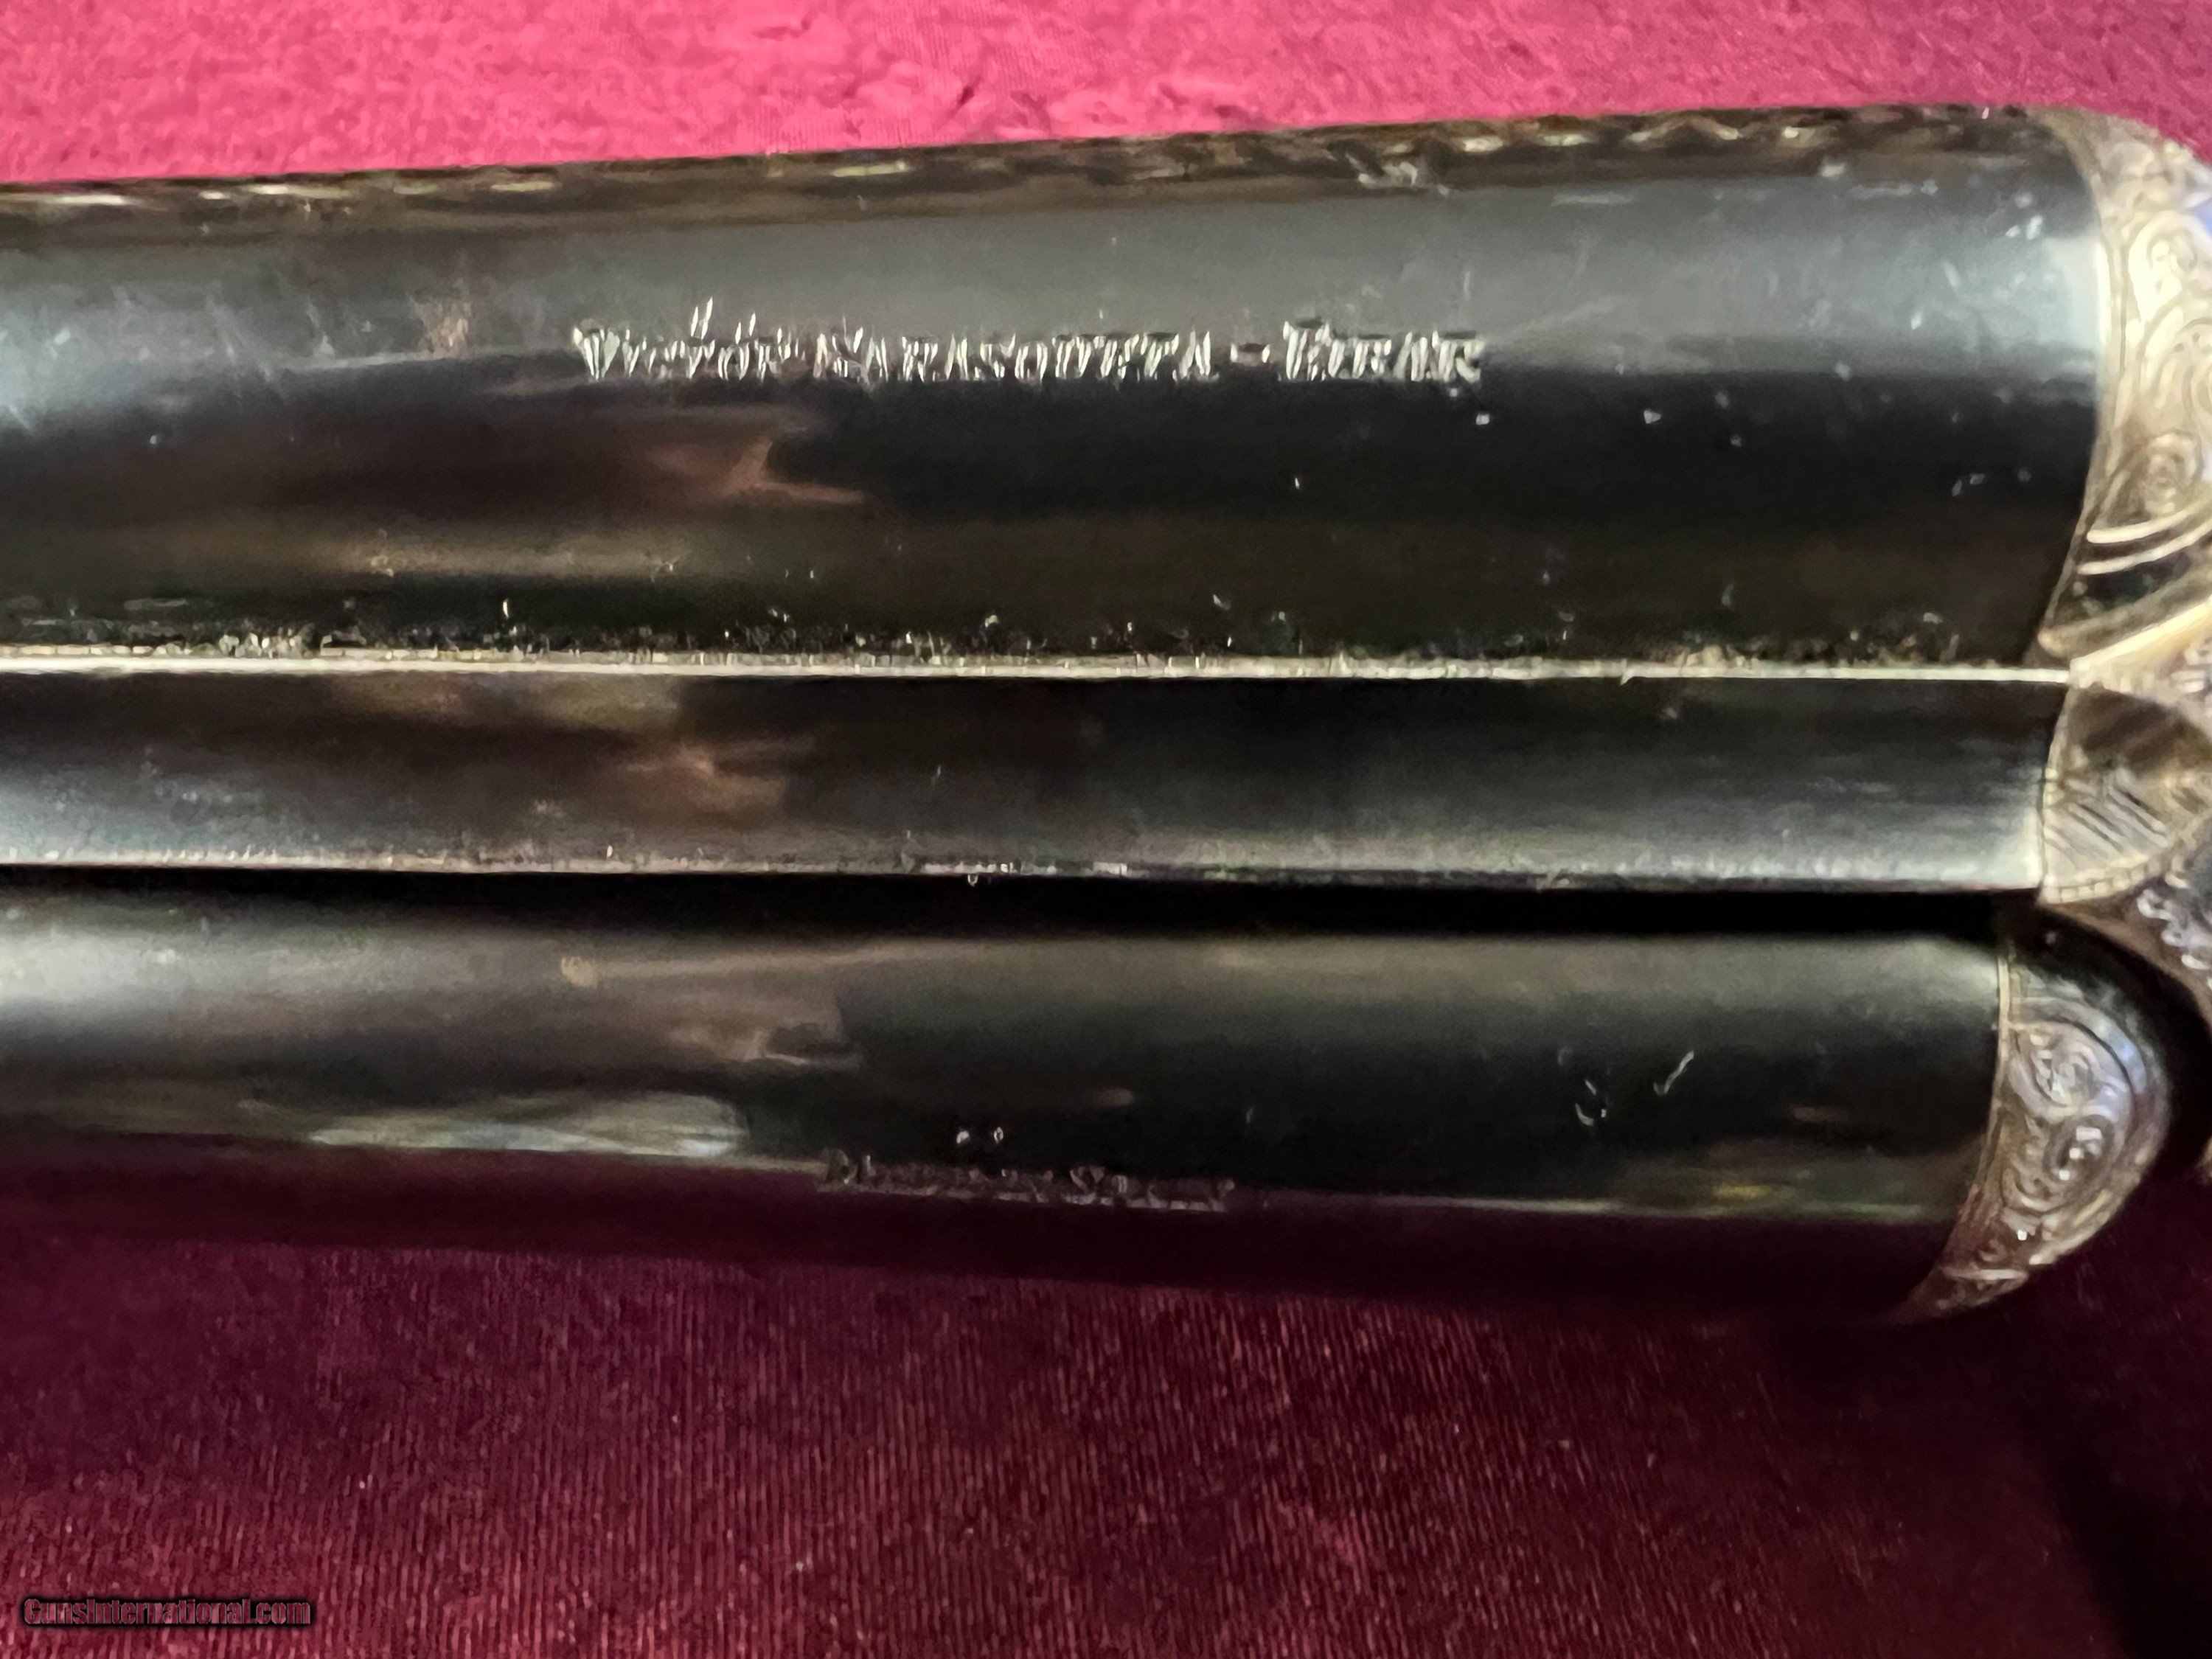 Victor SARASQUETA - EIBAR
GunsInternational.com